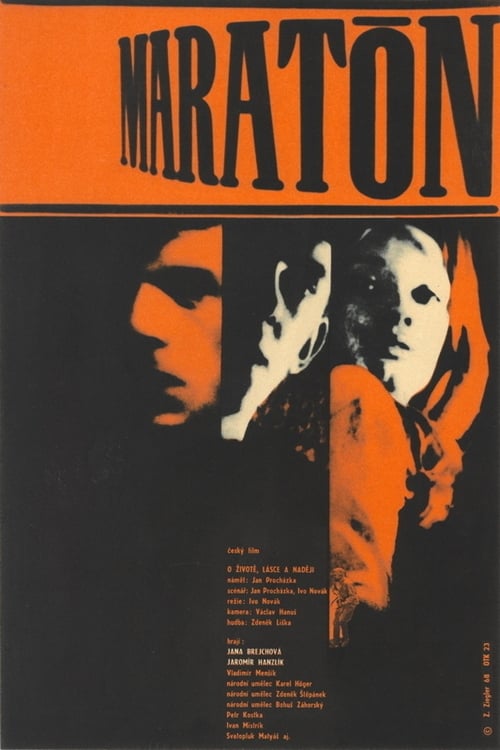 MARATÓN
český film
O ŽIVOTĚ, LÁSCE A NADĚJI
námět: Jan Procházka
scenář: Jan Procházka, Ivo Novák
režie: Ivo Novák
kamera: Václav Hanuš
hudba: Zdeněk Liška
hrají:
JANA BREJCHOVÁ
JAROMÍR HANZLÍK
Vladimír Menšík
národní umělec Karel Höger
národní umělec Zdeněk Štěpánek
národní umělec Bohuš Záhorský
Petr Kostka
Ivan Mistrík
Svatopluk Matyáš aj.
© Z. Ziegler 68 OTK 23